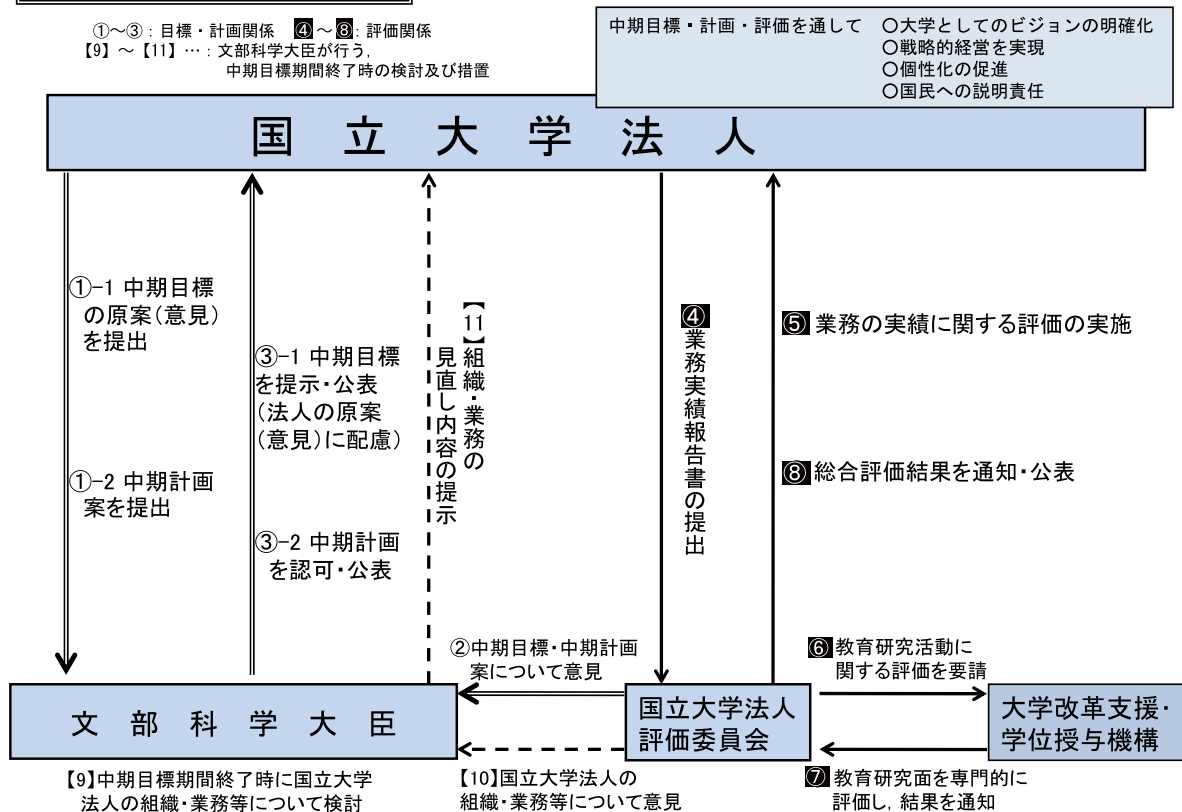 ①～③：目標・計画関係　❹～❽：評価関係
【9】～【11】…：文部科学大臣が行う，
中期目標期間終了時の検討及び措置
中期目標・計画・評価を通して　○大学としてのビジョンの明確化
○戦略的経営を実現
○個性化の促進
○国民への説明責任
国立大学法人
①-1 中期目標
の原案（意見）
を提出
①-2 中期計画
案を提出
③-1 中期目標
を提示・公表
（法人の原案
（意見）に配慮）
③-2 中期計画
を認可・公表
【11】組織・業務の
見直し内容の提示
❹業務実績報告書の提出
❺ 業務の実績に関する評価の実施
❽ 総合評価結果を通知・公表
②中期目標・中期計画
案について意見
❻ 教育研究活動に
関する評価を要請
文部科学大臣
国立大学法人
評価委員会
大学改革支援・
学位授与機構
【9】中期目標期間終了時に国立大学
法人の組織・業務等について検討
【10】国立大学法人の
組織・業務等について意見
❼ 教育研究面を専門的に
評価し，結果を通知